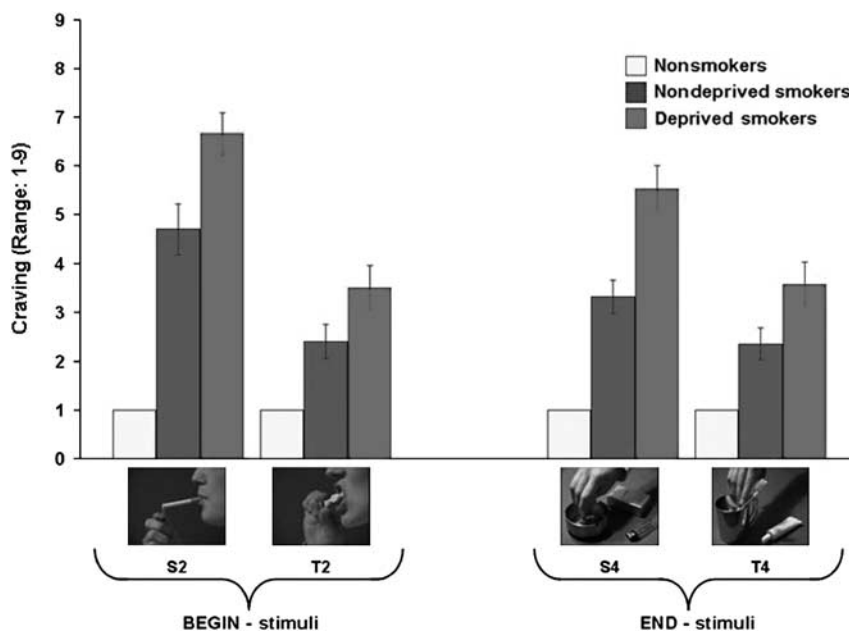 9
8
7
6
5
4
3
2
1
0
Craving (Range: 1-9)
Nonsmokers
Nondeprived smokers
Deprived smokers
S2 T2 S4 T4
BEGIN - stimuli END - stimuli